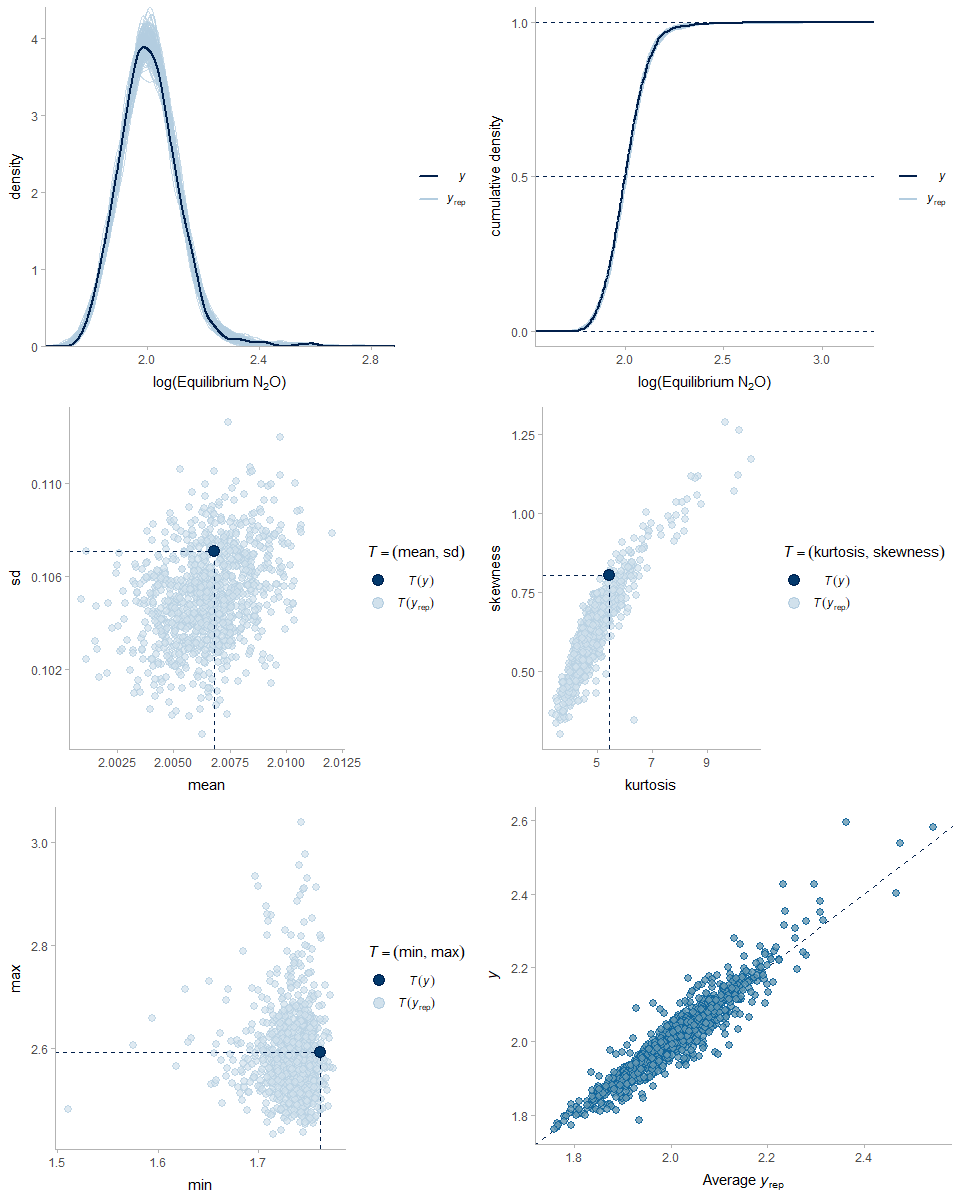 density
4
3
2
1
0
2.0 2.4 2.8
log(Equilibrium N₂O)
y
yrep
cumulative density
1.0
0.5
0.0
2.0 2.5 3.0
log(Equilibrium N₂O)
y
yrep
sd
0.110
0.106
0.102
2.0025 2.0050 2.0075 2.0100 2.0125
mean
T = (mean, sd)
T(y)
T(yrep)
skewness
1.25
1.00
0.75
0.50
5 7 9
kurtosis
T = (kurtosis, skewness)
T(y)
T(yrep)
max
3.0
2.8
2.6
1.5 1.6 1.7
min
T = (min, max)
T(y)
T(yrep)
y
2.6
2.4
2.2
2.0
1.8
1.8 2.0 2.2 2.4
Average yrep